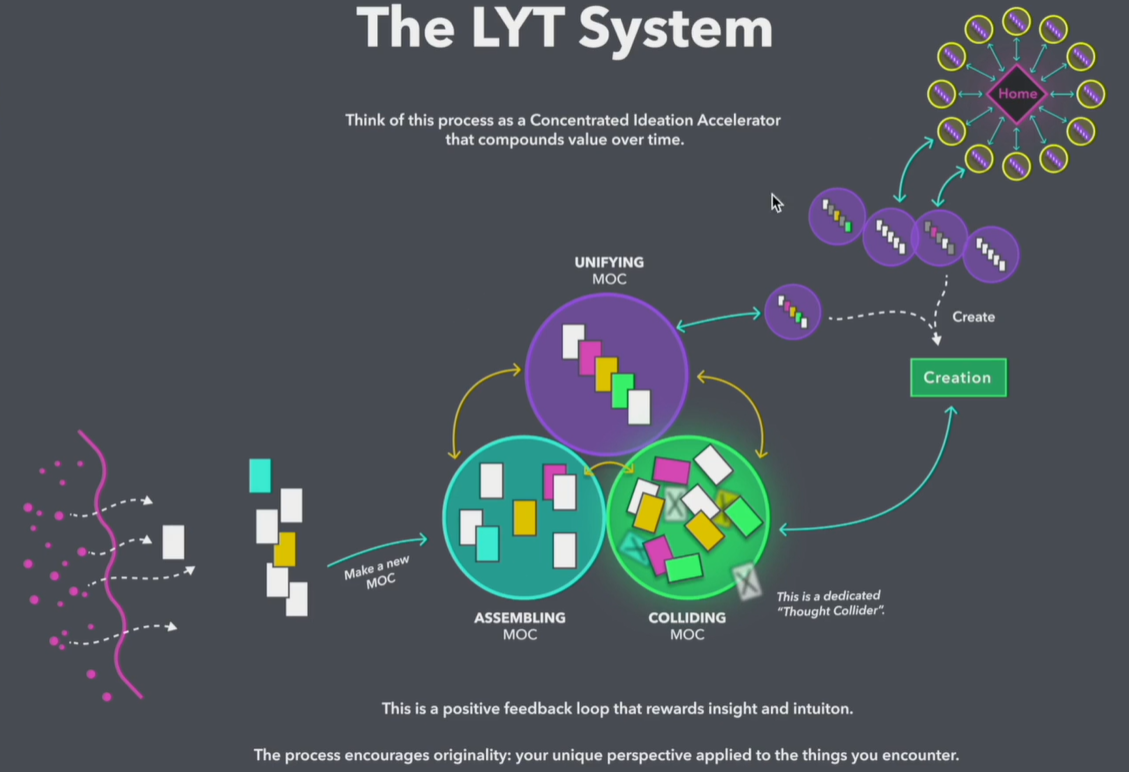 The LYT System
Think of this process as a Concentrated Ideation Accelerator
that compounds value over time.
Home
UNIFYING
MOC
Create
Creation
Make a new
MOC
ASSEMBLING
MOC
COLLIDING
MOC
This is a dedicated
“Thought Collider”.
This is a positive feedback loop that rewards insight and intuiton.
The process encourages originality: your unique perspective applied to the things you encounter.